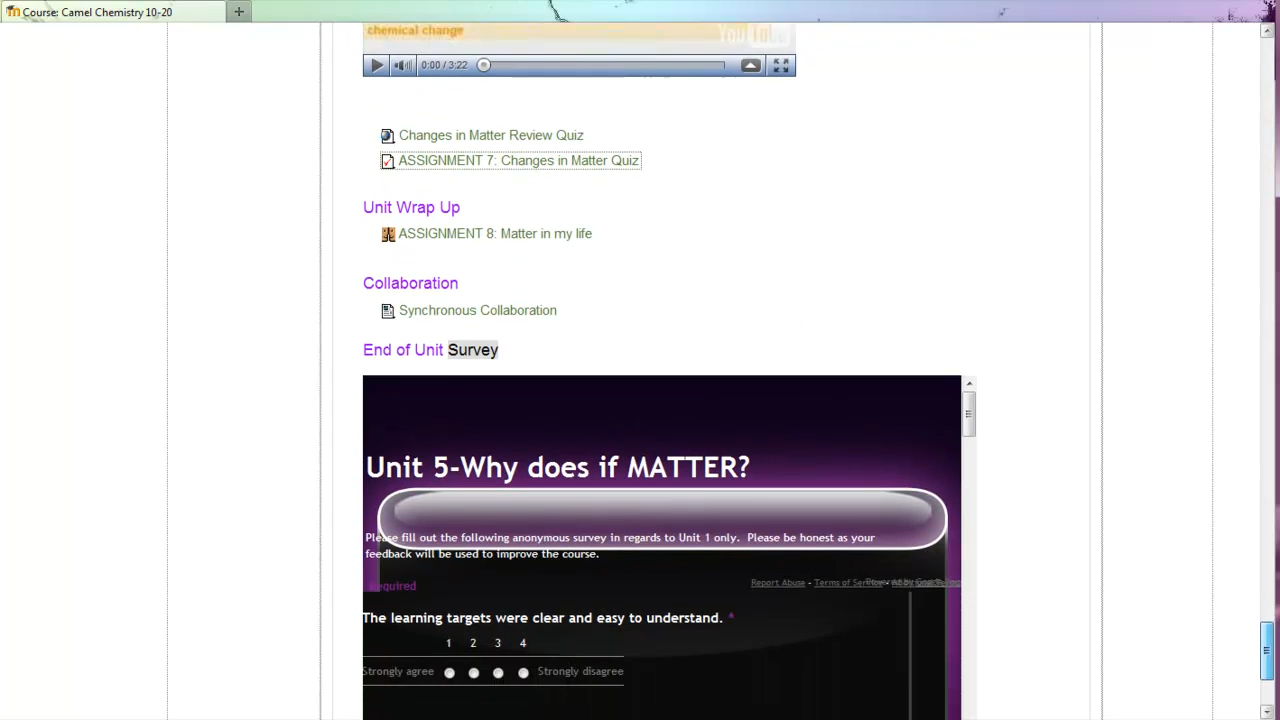 Course: Camel Chemistry 10-20
chemical change
YouTube
0:00 / 3:22
Changes in Matter Review Quiz
ASSIGNMENT 7: Changes in Matter Quiz
Unit Wrap Up
ASSIGNMENT 8: Matter in my life
Collaboration
Synchronous Collaboration
End of Unit Survey
Unit 5-Why does if MATTER?
Please fill out the following anonymous survey in regards to Unit 1 only. Please be honest as your
feedback will be used to improve the course.
Required
Report Abuse - Terms of Service -
The learning targets were clear and easy to understand. *
1 2 3 4
Strongly agree Strongly disagree